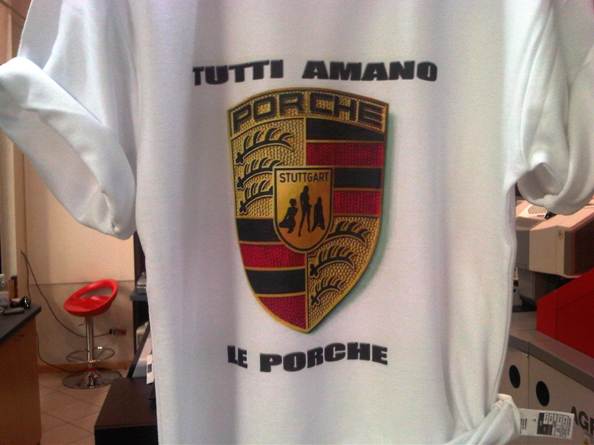 TUTTI AMANO
PORCHE
STUTTGART
LE PORCHE